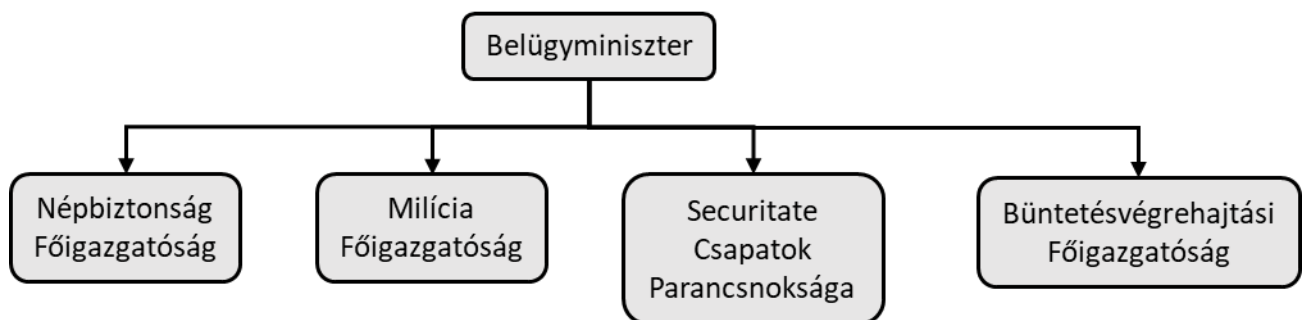 Belügyminiszter
Népbiztonság
Főigazgatóság
Milícia
Főigazgatóság
Securitate
Csapatok
Parancsnoksága
Büntetésvégrehajtási
Főigazgatóság